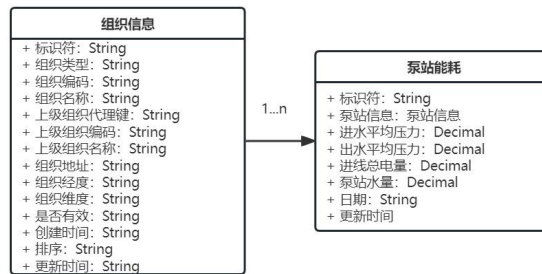 组织信息
+ 标识符：String
+ 组织类型：String
+ 组织编码：String
+ 组织名称：String
+ 上级组织代理键：String
+ 上级组织编码：String
+ 上级组织名称：String
+ 组织地址：String
+ 组织经度：String
+ 组织维度：String
+ 是否有效：String
+ 创建时间：String
+ 排序：String
+ 更新时间：String
1...n
泵站能耗
+ 标识符：String
+ 泵站信息：泵站信息
+ 进水平均压力：Decimal
+ 出水平均压力：Decimal
+ 进线总电量：Decimal
+ 泵站水量：Decimal
+ 日期：String
+ 更新时间